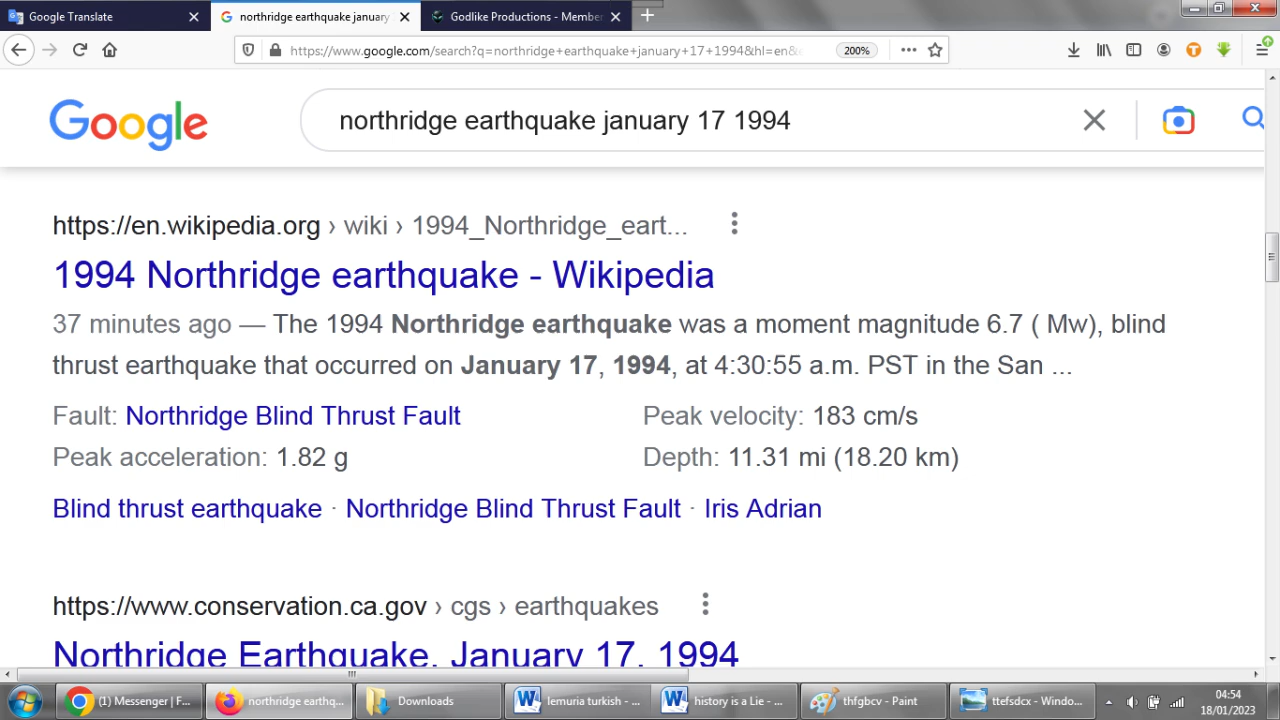 Google Translate
northridge earthquake january
Godlike Productions - Member
https://www.google.com/search?q=northridge+earthquake+january+17+1994&hl=en&
200%
Google
northridge earthquake january 17 1994
https://en.wikipedia.org › wiki › 1994_Northridge_eart...
1994 Northridge earthquake - Wikipedia
37 minutes ago — The 1994 Northridge earthquake was a moment magnitude 6.7 ( Mw), blind
thrust earthquake that occurred on January 17, 1994, at 4:30:55 a.m. PST in the San ...
Fault: Northridge Blind Thrust Fault
Peak velocity: 183 cm/s
Peak acceleration: 1.82 g
Depth: 11.31 mi (18.20 km)
Blind thrust earthquake · Northridge Blind Thrust Fault · Iris Adrian
https://www.conservation.ca.gov › cgs › earthquakes
Northridge Earthquake, January 17, 1994
(1) Messenger | F...
northridge earthq...
Downloads
lemuria turkish - ...
history is a Lie - ...
thfgbcv - Paint
ttefsdcx - Windo...
04:54
18/01/2023